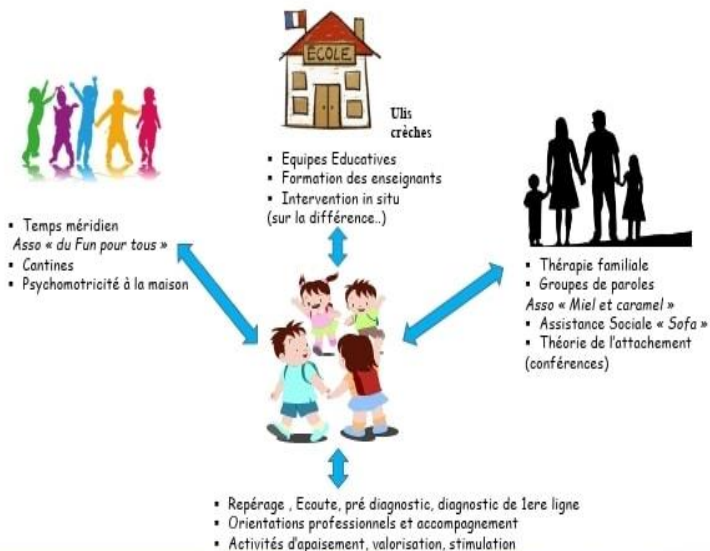 ÉCOLE
Ulis
crèches
▪ Equipes Educatives
▪ Formation des enseignants
▪ Intervention in situ
(sur la différence..)
▪ Temps méridien
Asso « du Fun pour tous »
▪ Cantines
▪ Psychomotricité à la maison
▪ Thérapie familiale
▪ Groupes de paroles
Asso « Miel et caramel »
▪ Assistance Sociale « Sofa »
▪ Théorie de l'attachement
(conférences)
▪ Repérage , Ecoute, pré diagnostic, diagnostic de 1ere ligne
▪ Orientations professionnels et accompagnement
▪ Activités d'apaisement, valorisation, stimulation